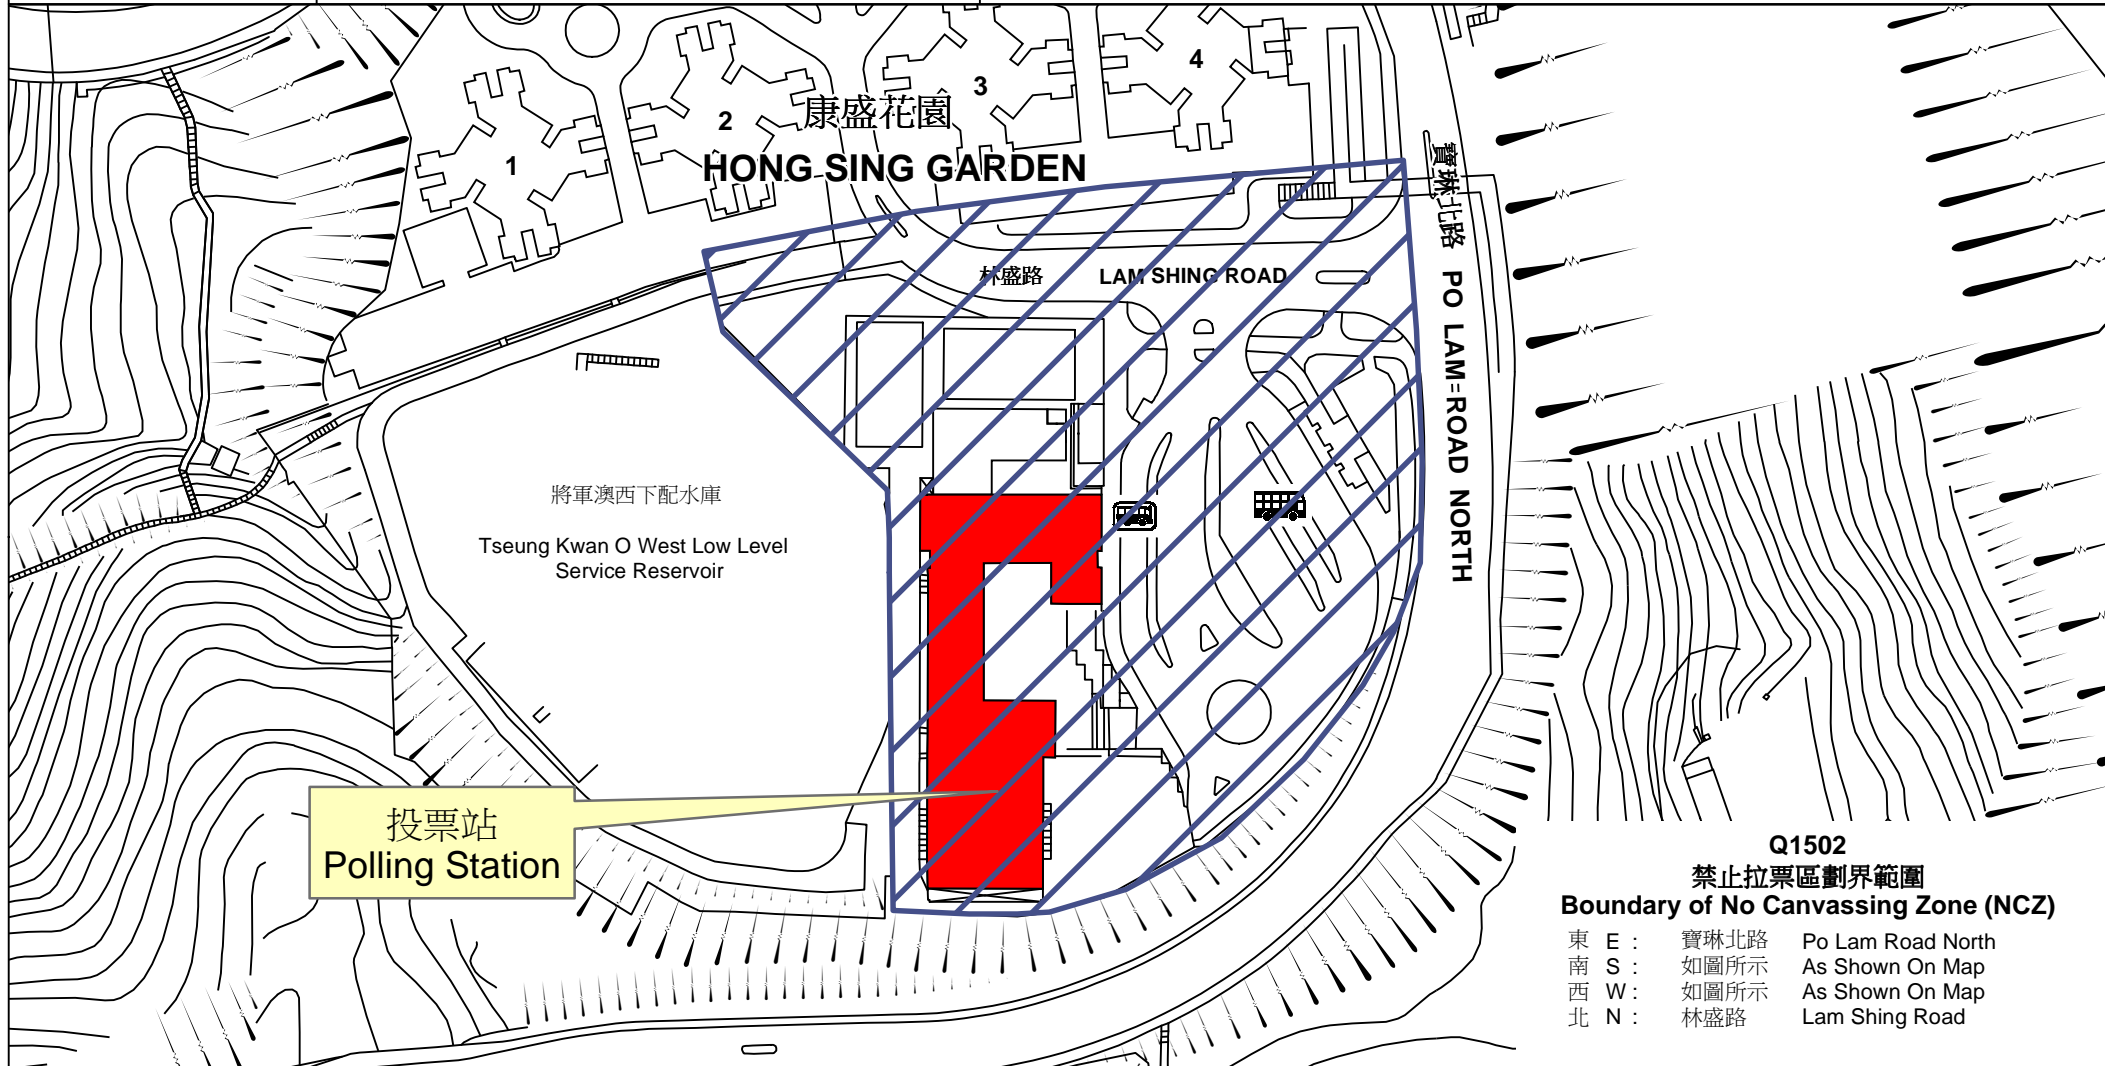 4
3
2
1
康盛花園
HONG SING GARDEN
寶琳北路 PO LAM ROAD NORTH
林盛路 LAM SHING ROAD
將軍澳西下配水庫
Tseung Kwan O West Low Level
Service Reservoir
投票站
Polling Station
Q1502
禁止拉票區劃界範圍
Boundary of No Canvassing Zone (NCZ)
東 E : 寶琳北路 Po Lam Road North
南 S : 如圖所示 As Shown On Map
西 W : 如圖所示 As Shown On Map
北 N : 林盛路 Lam Shing Road